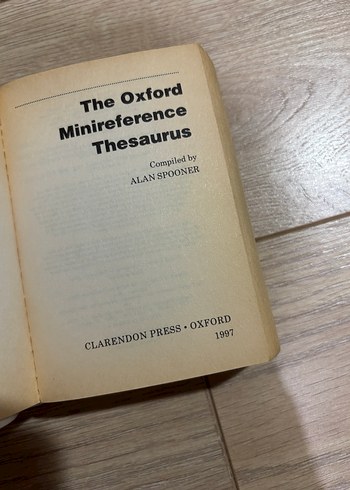 The Oxford
Minireference
Thesaurus
Compiled by
ALAN SPOONER
CLARENDON PRESS • OXFORD
1997